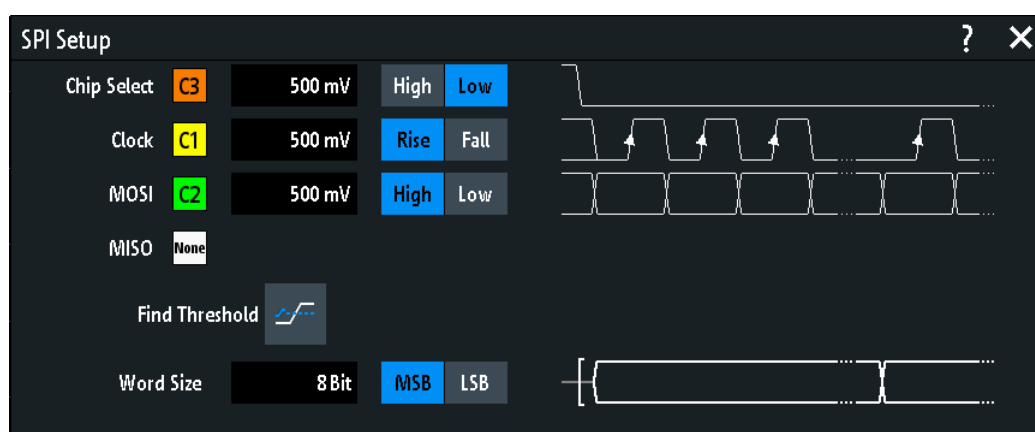 SPI Setup ? ×
Chip Select C3 500 mV High Low
Clock C1 500 mV Rise Fall
MOSI C2 500 mV High Low
MISO None
Find Threshold
Word Size 8 Bit MSB LSB